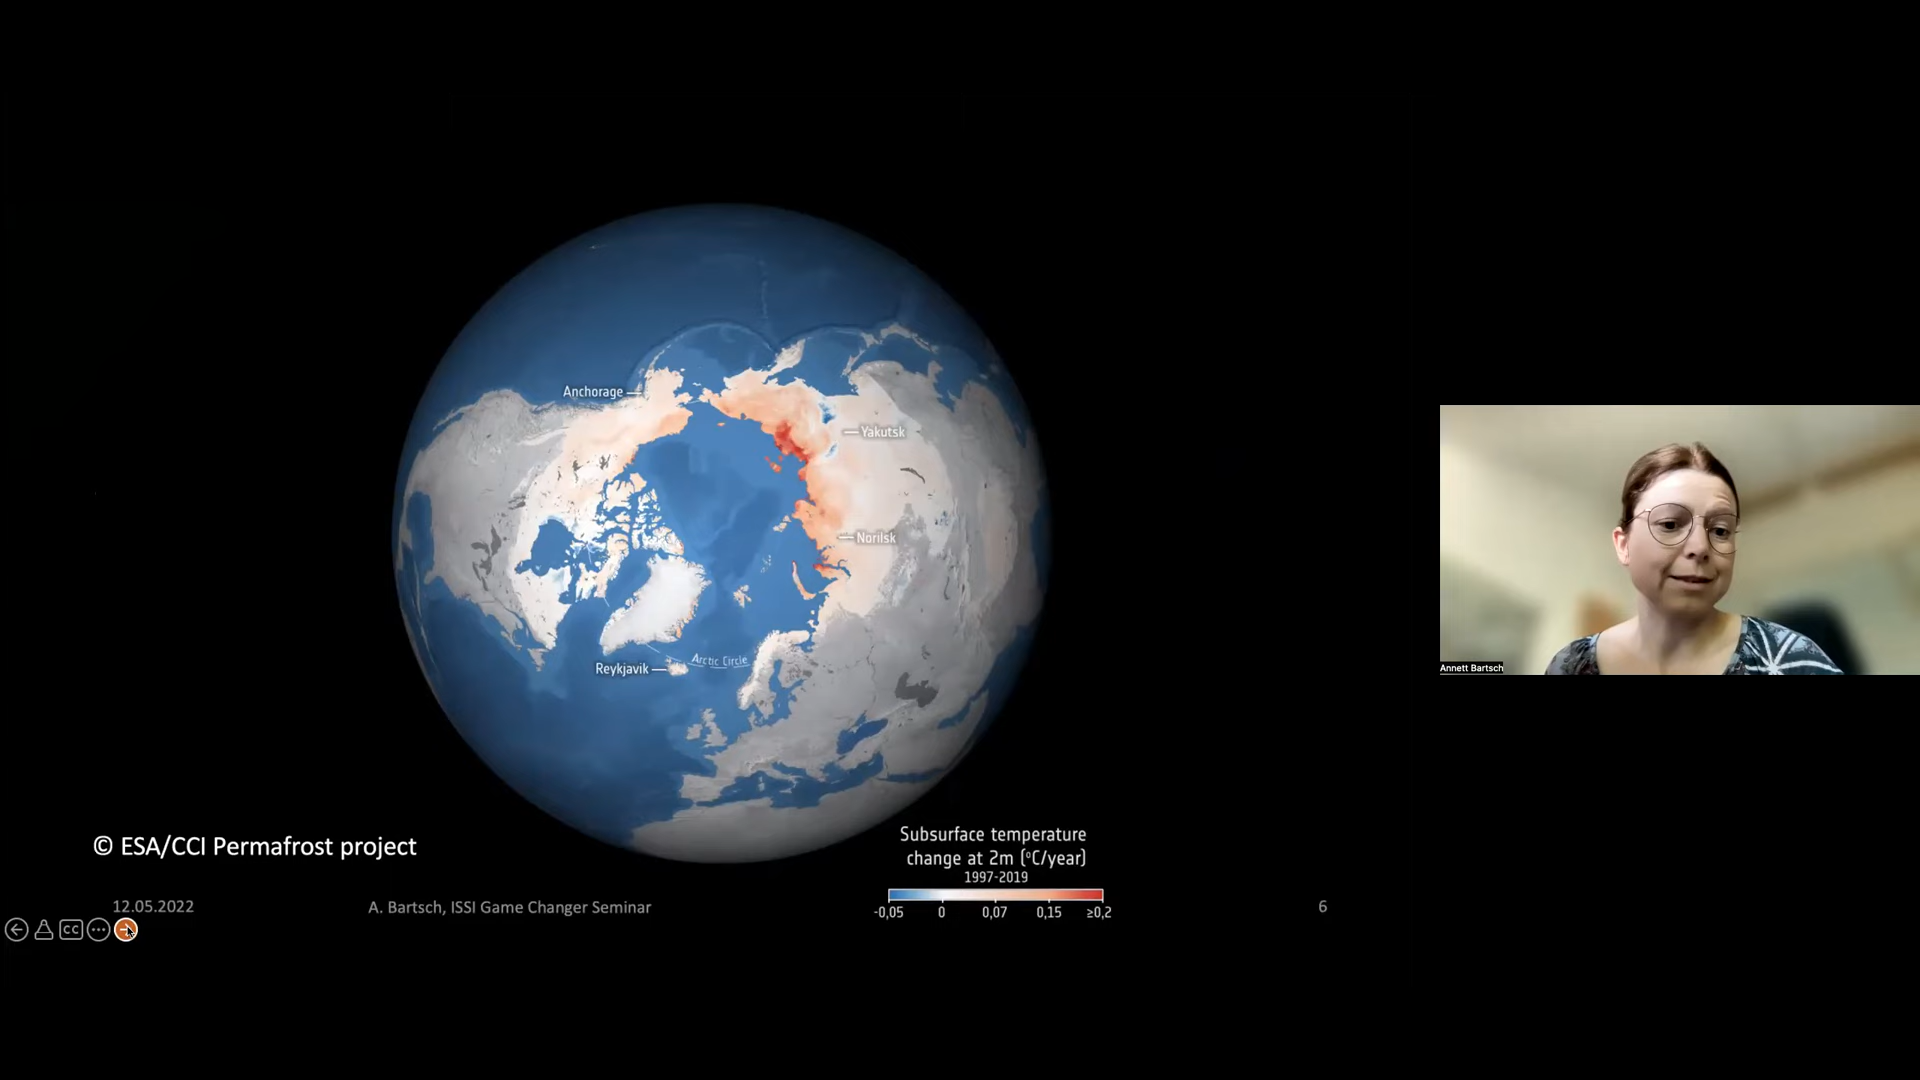 Anchorage
Yakutsk
Norilsk
Arctic Circle
Reykjavik
© ESA/CCI Permafrost project
Subsurface temperature
change at 2m (°C/year)
1997-2019
-0,05 0 0,07 0,15 ≥0,2
12.05.2022
A. Bartsch, ISSI Game Changer Seminar
6
CC
Annett Bartsch